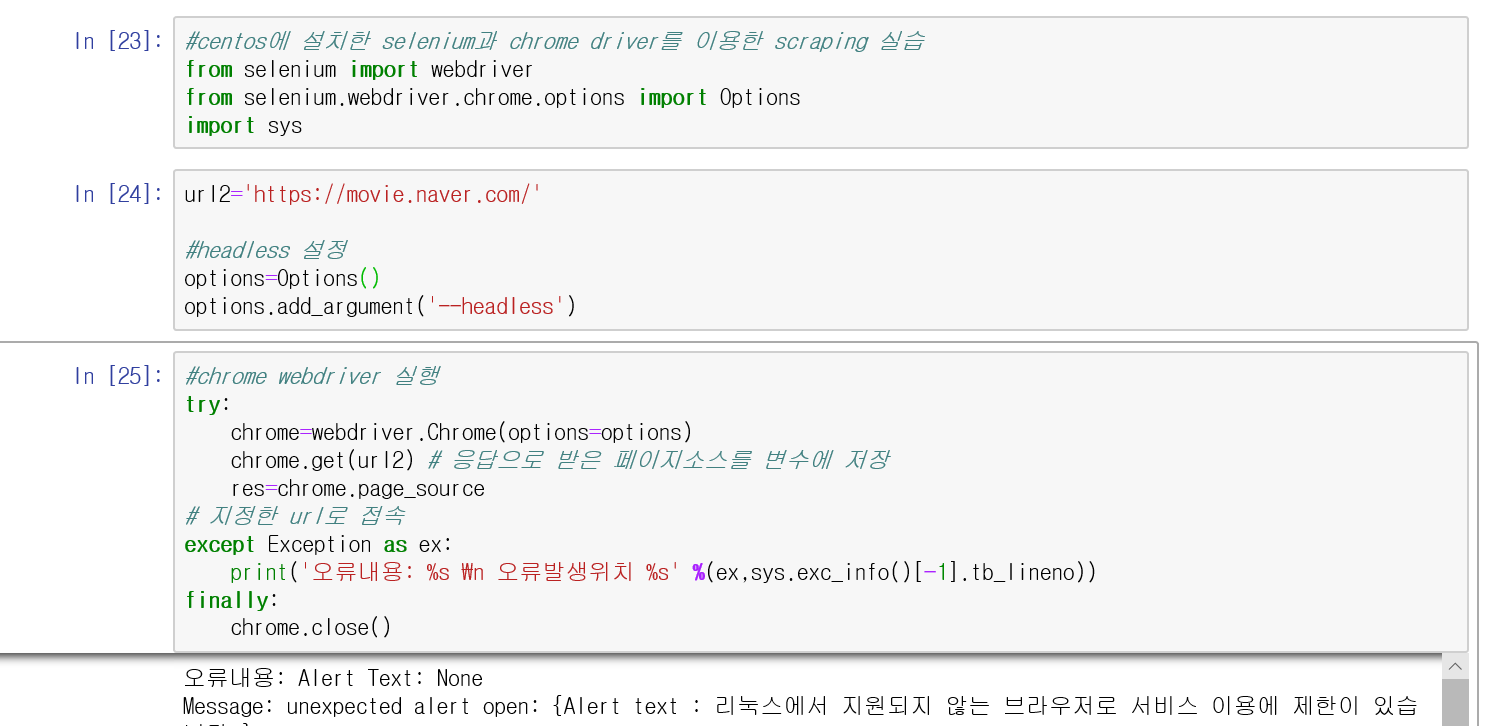 In [23]: #centos에 설치한 selenium과 chrome driver를 이용한 scraping 실습
from selenium import webdriver
from selenium.webdriver.chrome.options import Options
import sys
In [24]: url2='https://movie.naver.com/'
#headless 설정
options=Options()
options.add_argument('--headless')
In [25]: #chrome webdriver 실행
try:
    chrome=webdriver.Chrome(options=options)
    chrome.get(url2) # 응답으로 받은 페이지소스를 변수에 저장
    res=chrome.page_source
# 지정한 url로 접속
except Exception as ex:
    print('오류내용: %s ₩n 오류발생위치 %s' %(ex,sys.exc_info()[-1].tb_lineno))
finally:
    chrome.close()
오류내용: Alert Text: None
Message: unexpected alert open: {Alert text : 리눅스에서 지원되지 않는 브라우저로 서비스 이용에 제한이 있습